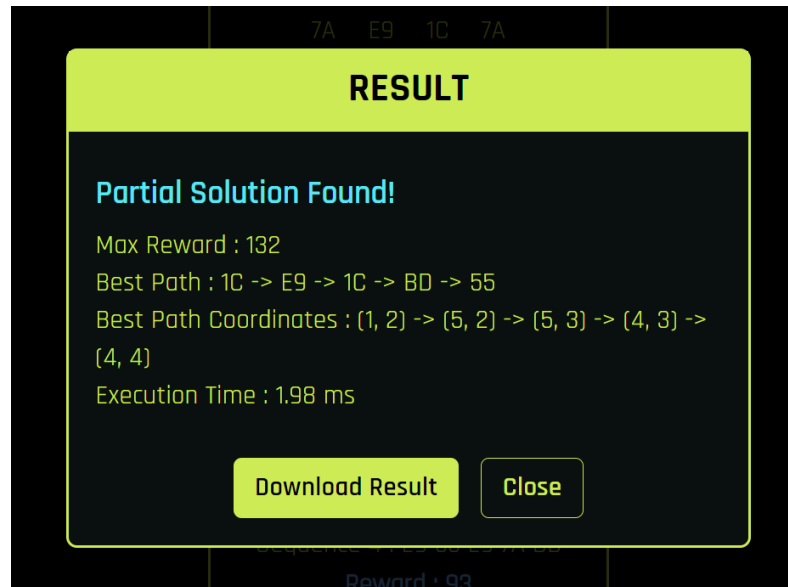 7A E9 1C 7A
RESULT
Partial Solution Found!
Max Reward : 132
Best Path : 1C -> E9 -> 1C -> BD -> 55
Best Path Coordinates : (1, 2) -> (5, 2) -> (5, 3) -> (4, 3) ->
(4, 4)
Execution Time : 1.98 ms
Download Result Close
Reward : 93